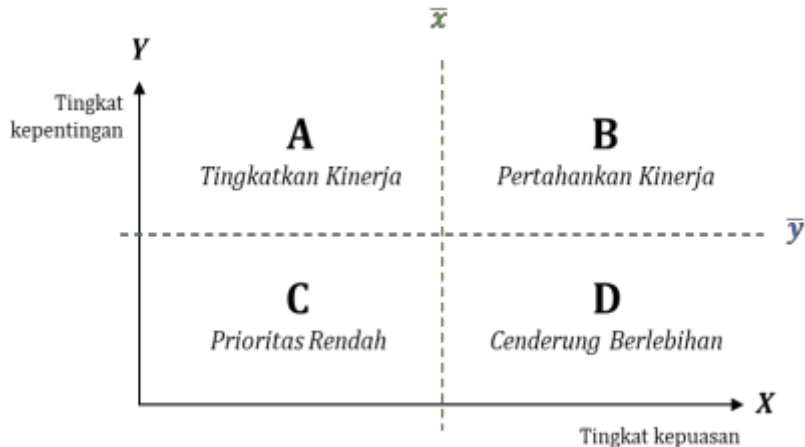 x̅
Y
Tingkat
kepentingan
A
B
Tingkatkan Kinerja
Pertahankan Kinerja
y̅
C
D
Prioritas Rendah
Cenderung Berlebihan
X
Tingkat kepuasan